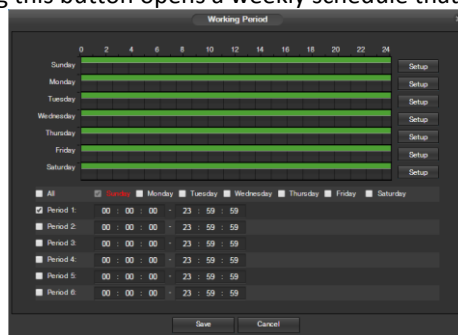 g this button opens a weekly schedule that
Working Period
0 2 4 6 8 10 12 14 16 18 20 22 24
Sunday Setup
Monday Setup
Tuesday Setup
Wednesday Setup
Thursday Setup
Friday Setup
Saturday Setup
All Sunday Monday Tuesday Wednesday Thursday Friday Saturday
Period 1: 00 : 00 : 00 - 23 : 59 : 59
Period 2: 00 : 00 : 00 - 23 : 59 : 59
Period 3: 00 : 00 : 00 - 23 : 59 : 59
Period 4: 00 : 00 : 00 - 23 : 59 : 59
Period 5: 00 : 00 : 00 - 23 : 59 : 59
Period 6: 00 : 00 : 00 - 23 : 59 : 59
Save Cancel